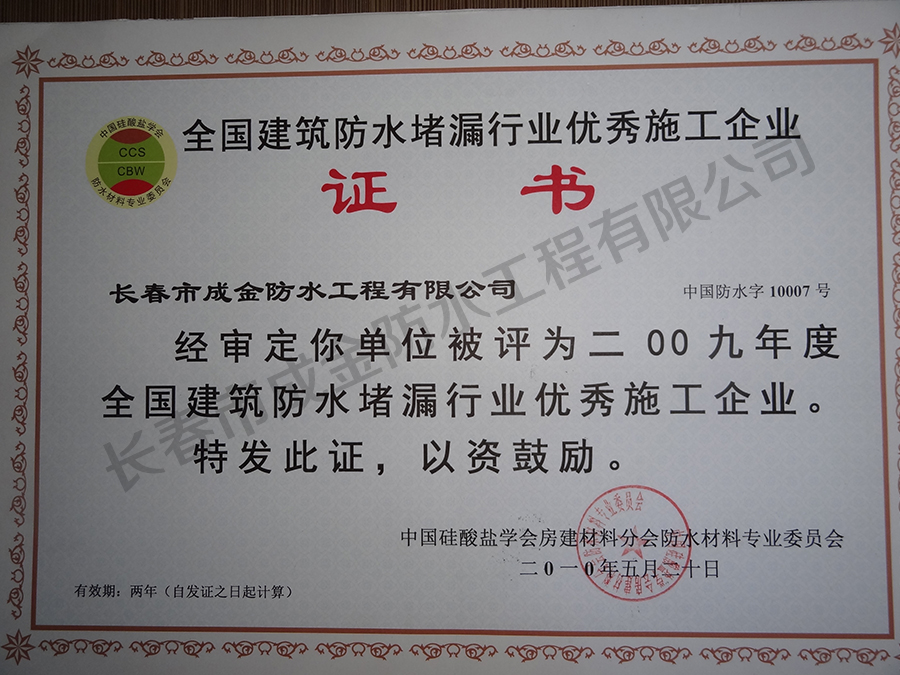 全国建筑防水堵漏行业优秀施工企业
证 书
中国硅酸盐学会
CCS
CBW
防水材料专业委员会
长春市成金防水工程有限公司
中国防水字 10007 号
经审定你单位被评为二00九年度
全国建筑防水堵漏行业优秀施工企业。
特发此证，以资鼓励。
中国硅酸盐学会房建材料分会防水材料专业委员会
二0一0年五月二十日
有效期：两年（自发证之日起计算）
长春市成金防水工程有限公司